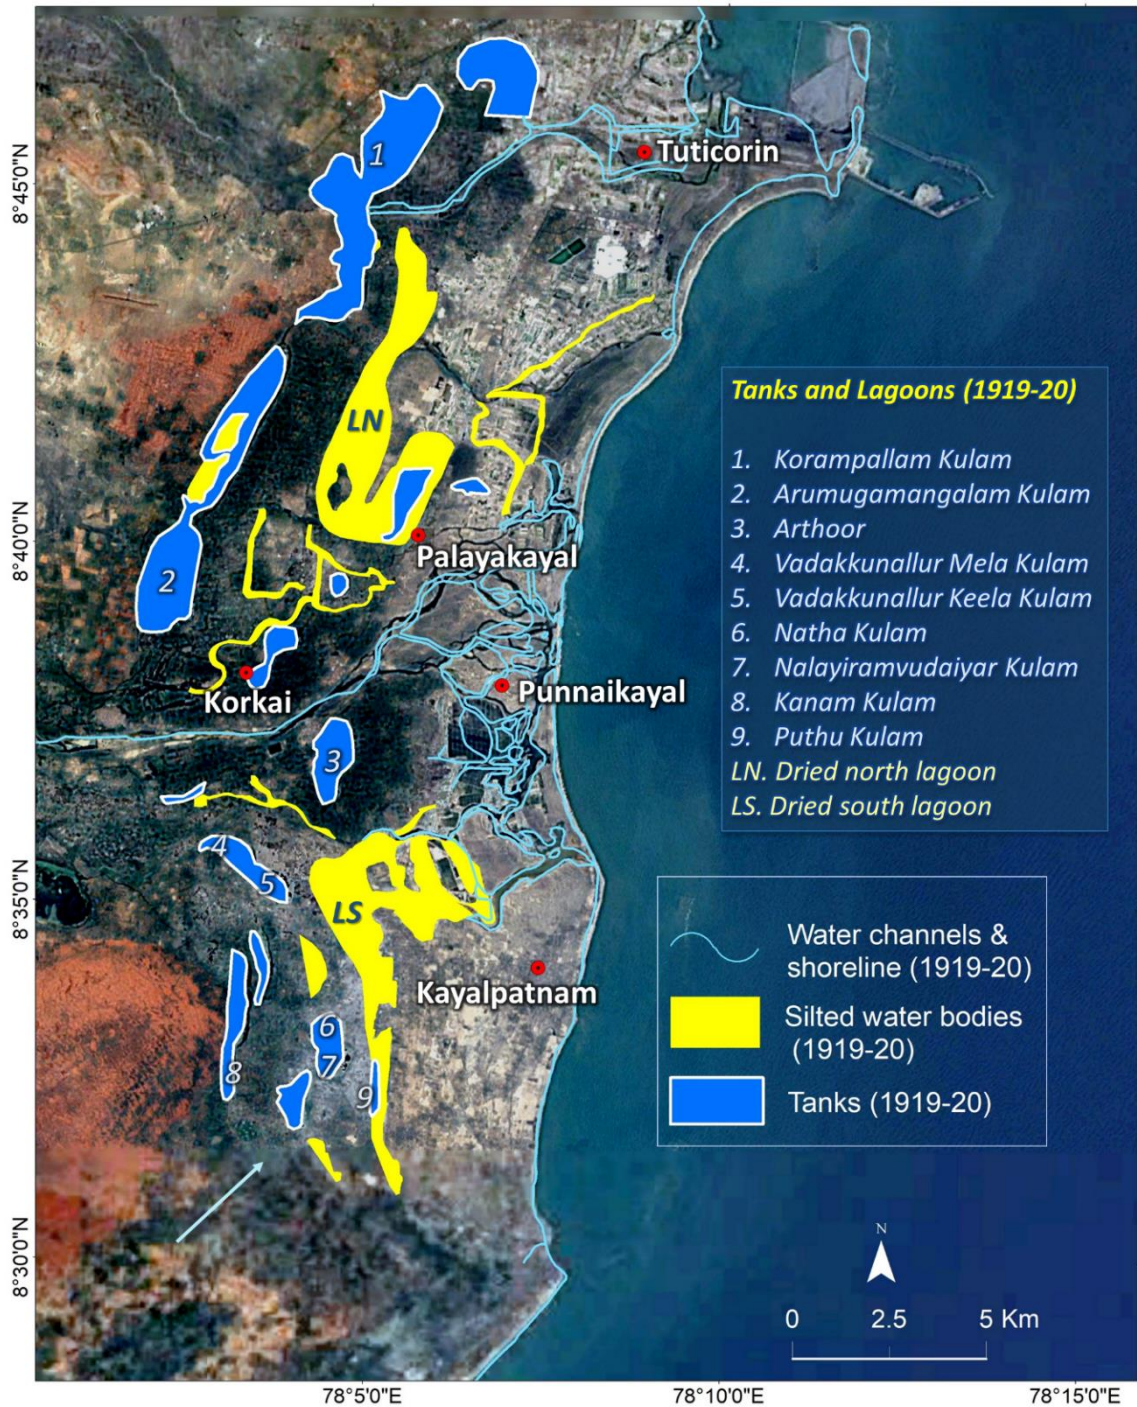 1
Tuticorin
8°45'0"N
LN
Tanks and Lagoons (1919-20)
1. Korampallam Kulam
2. Arumugamangalam Kulam
3. Arthoor
4. Vadakkunallur Mela Kulam
5. Vadakkunallur Keela Kulam
6. Natha Kulam
7. Nalayiramvudaiyar Kulam
8. Kanam Kulam
9. Puthu Kulam
LN. Dried north lagoon
LS. Dried south lagoon
8°40'0"N
Palayakayal
2
Korkai
Punnaikayal
3
4
5
8°35'0"N
LS
Kayalpatnam
6
7
8
9
Water channels &
shoreline (1919-20)
Silted water bodies
(1919-20)
Tanks (1919-20)
8°30'0"N
N
0 2.5 5 Km
78°5'0"E 78°10'0"E 78°15'0"E